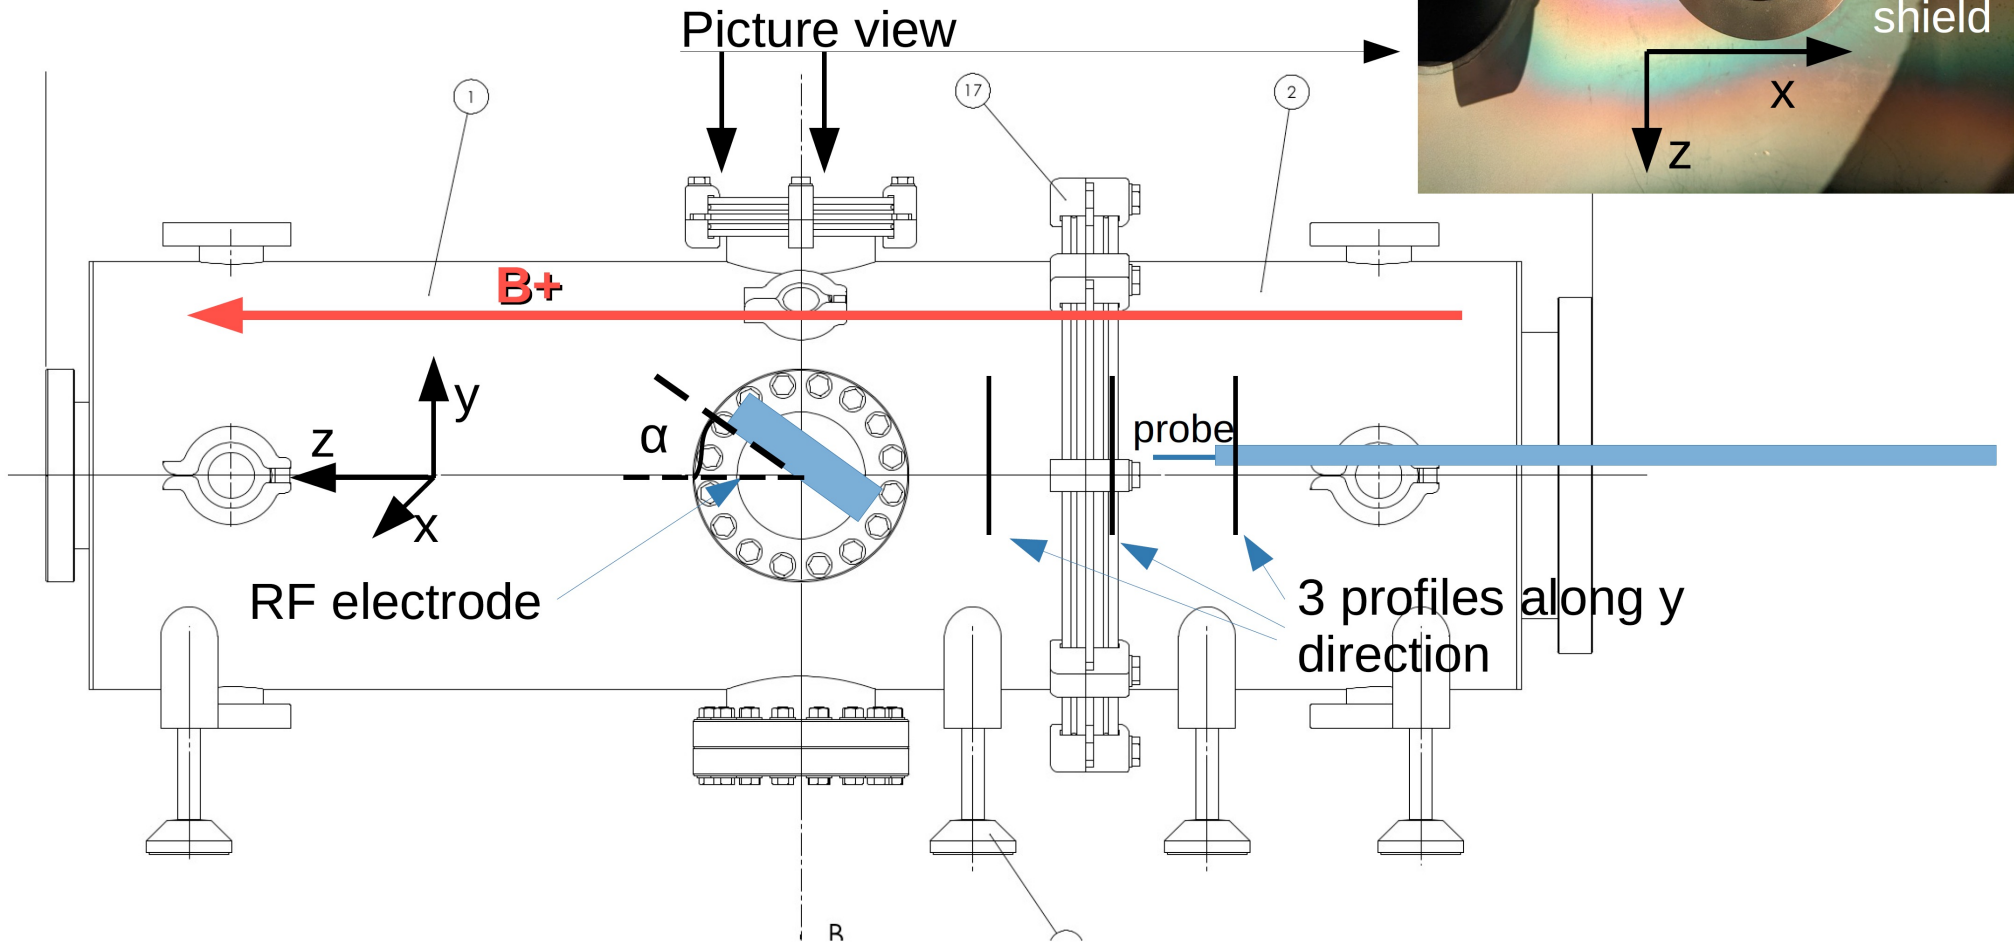 Picture view
shield
x
z
1
17
2
B+
y
z
α
x
probe
RF electrode
3 profiles along y
direction
B